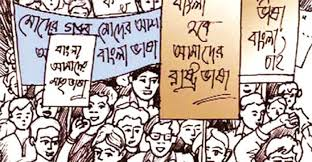 মোদের গরব
মোদের আশা
বাংলা ভাষা
বাংলা
আমাদের
মাতৃভাষা
বাংলা
হবে
আমাদের
রাষ্ট্রভাষা
ভাষা
বাংলা
চাই